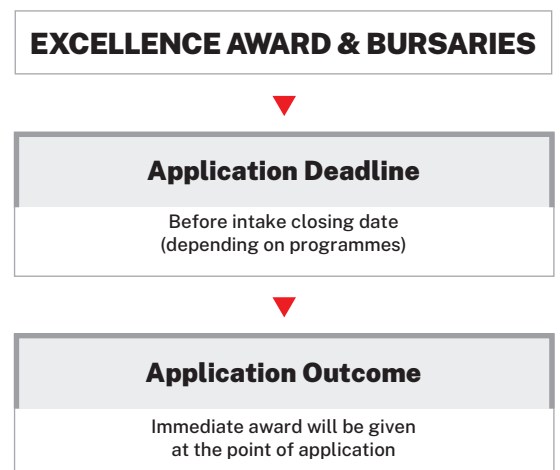 EXCELLENCE AWARD & BURSARIES
Application Deadline
Before intake closing date
(depending on programmes)
Application Outcome
Immediate award will be given
at the point of application